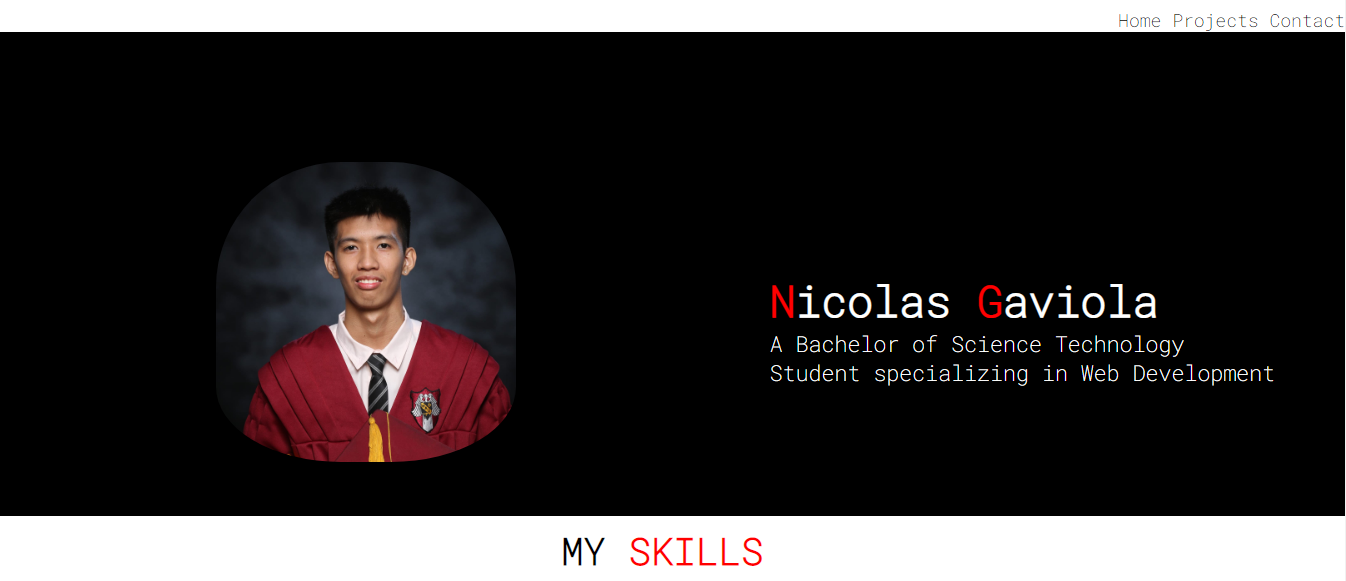 Home Projects Contact
Nicolas Gaviola
A Bachelor of Science Technology
Student specializing in Web Development
MY SKILLS